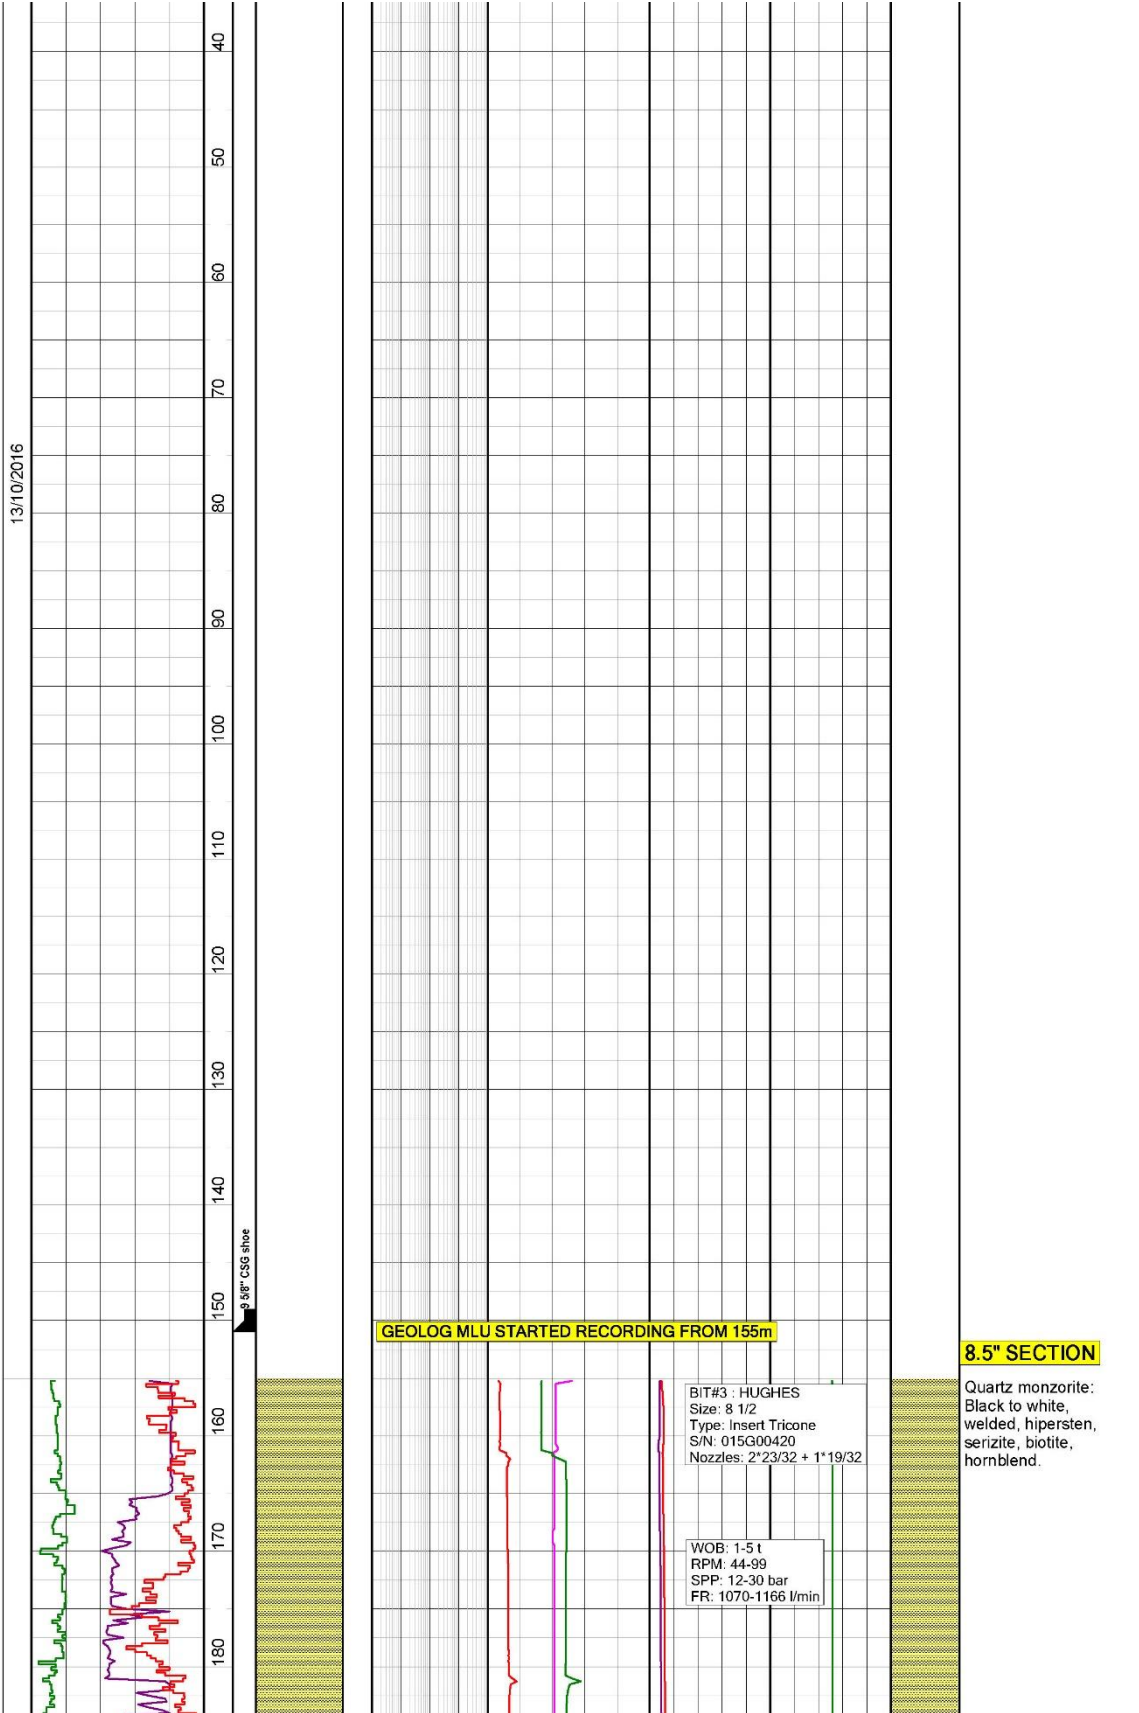 40
50
60
70
13/10/2016
80
90
100
110
120
130
140
9 5/8" CSG shoe
150
GEOLOG MLU STARTED RECORDING FROM 155m
8.5" SECTION
Quartz monzorite:
Black to white,
welded, hipersten,
serizite, biotite,
hornblend.
BIT#3 : HUGHES
Size: 8 1/2
Type: Insert Tricone
S/N: 015G00420
Nozzles: 2*23/32 + 1*19/32
160
170
WOB: 1-5 t
RPM: 44-99
SPP: 12-30 bar
FR: 1070-1166 l/min
180